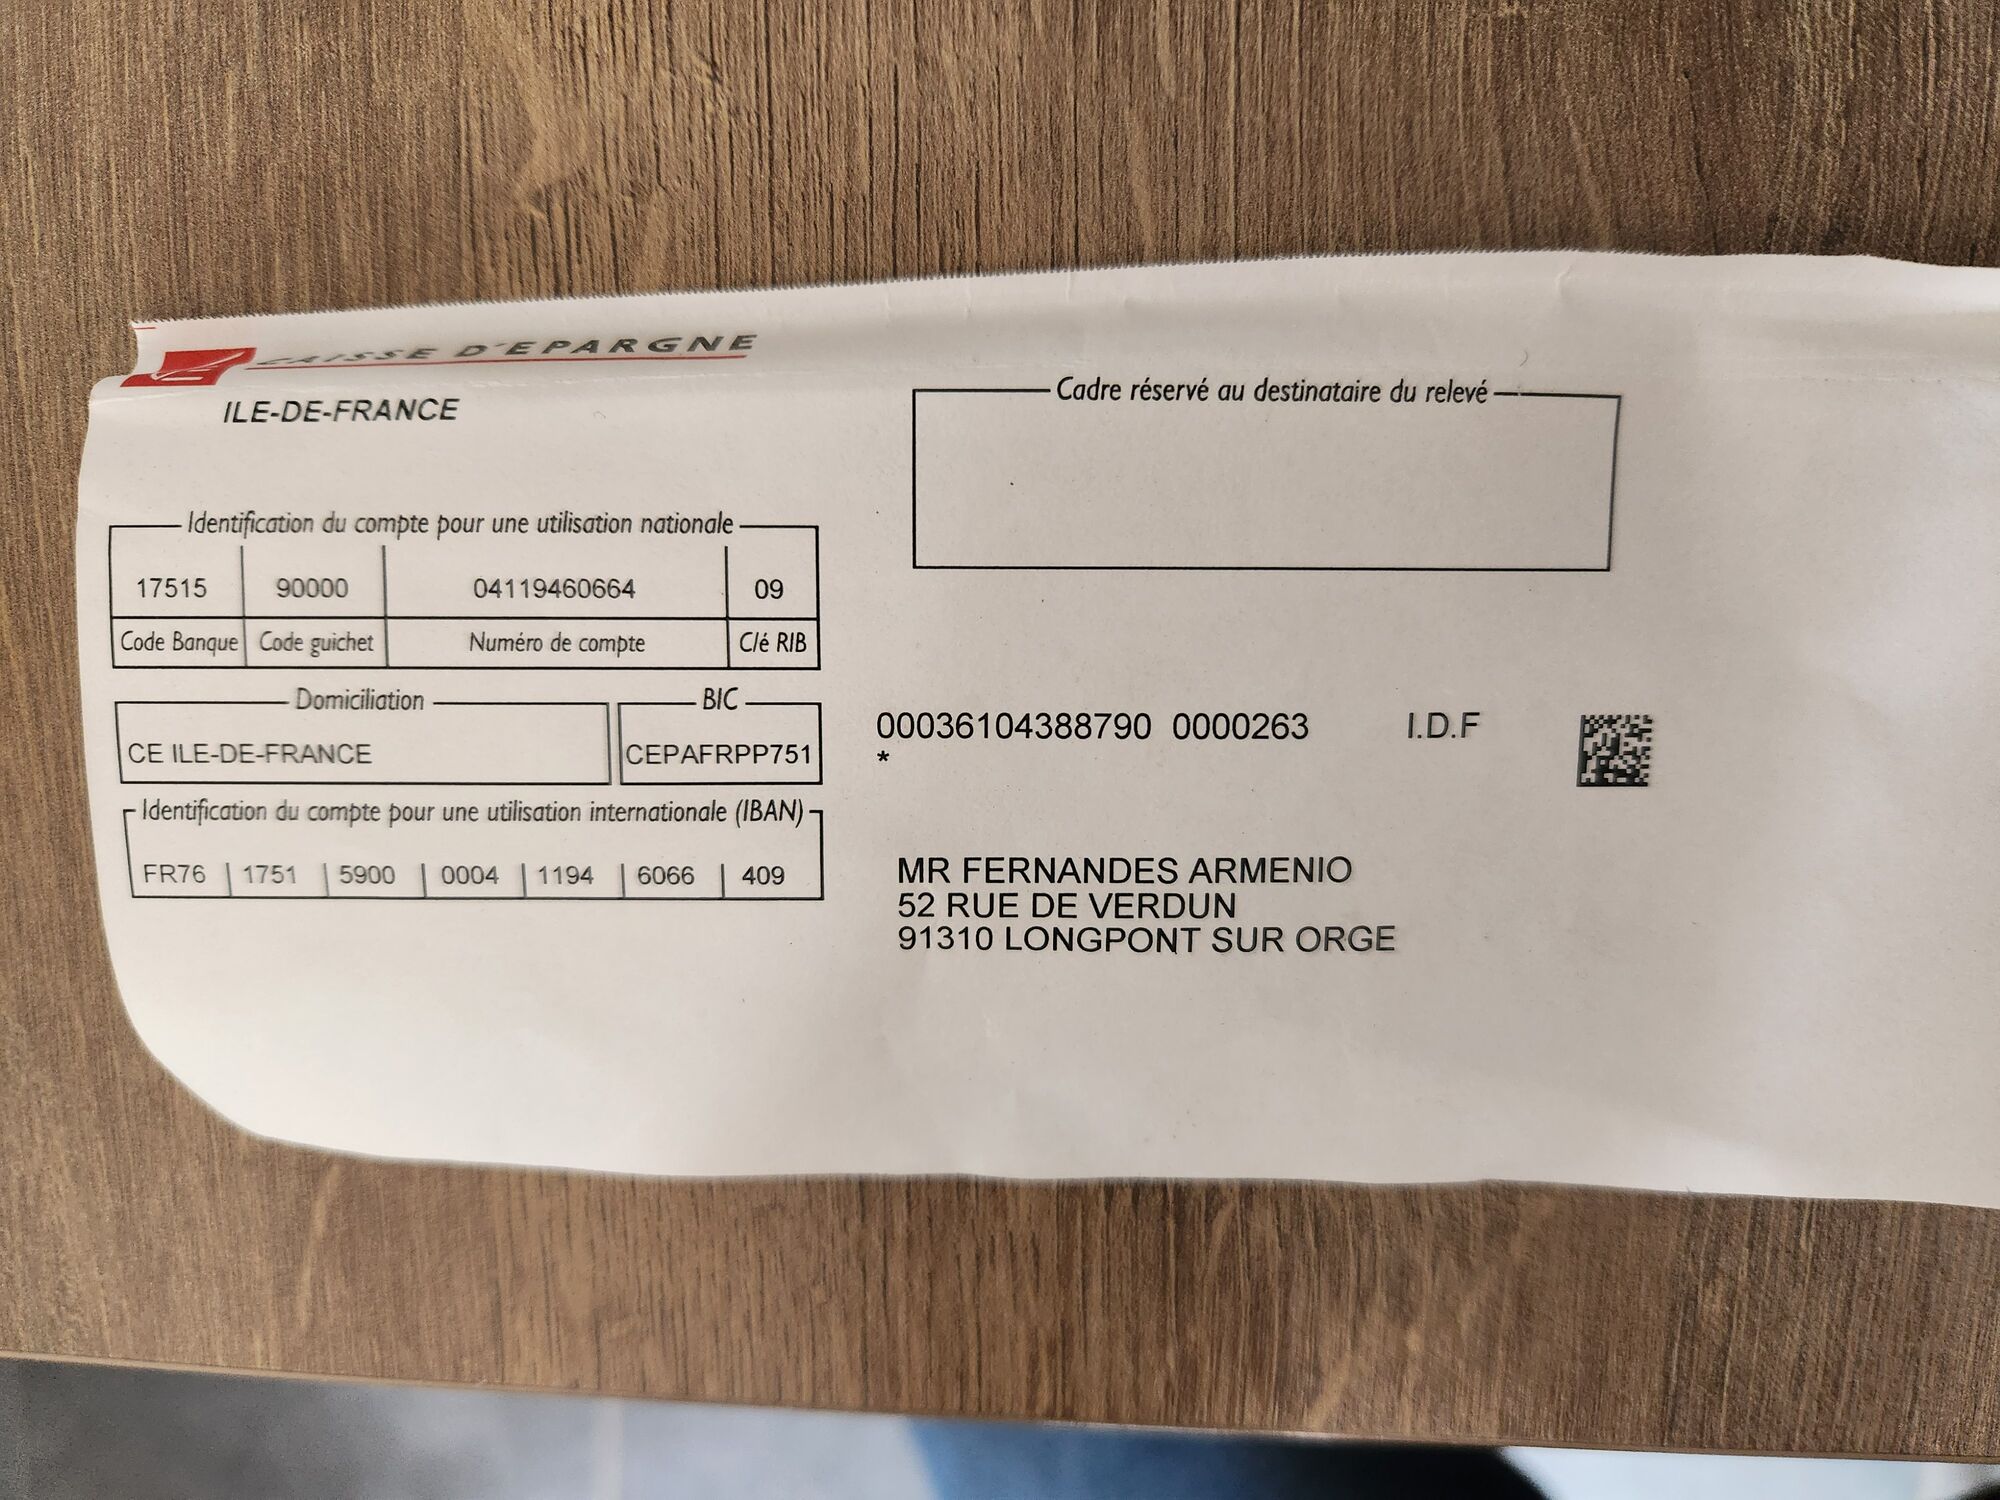 CAISSE D'EPARGNE
ILE-DE-FRANCE
Cadre réservé au destinataire du relevé
Identification du compte pour une utilisation nationale
17515 90000 04119460664 09
Code Banque Code guichet Numéro de compte Clé RIB
Domiciliation BIC
CE ILE-DE-FRANCE CEPAFRPP751
Identification du compte pour une utilisation internationale (IBAN)
FR76 1751 5900 0004 1194 6066 409
00036104388790 0000263 I.D.F
*
MR FERNANDES ARMENIO
52 RUE DE VERDUN
91310 LONGPONT SUR ORGE